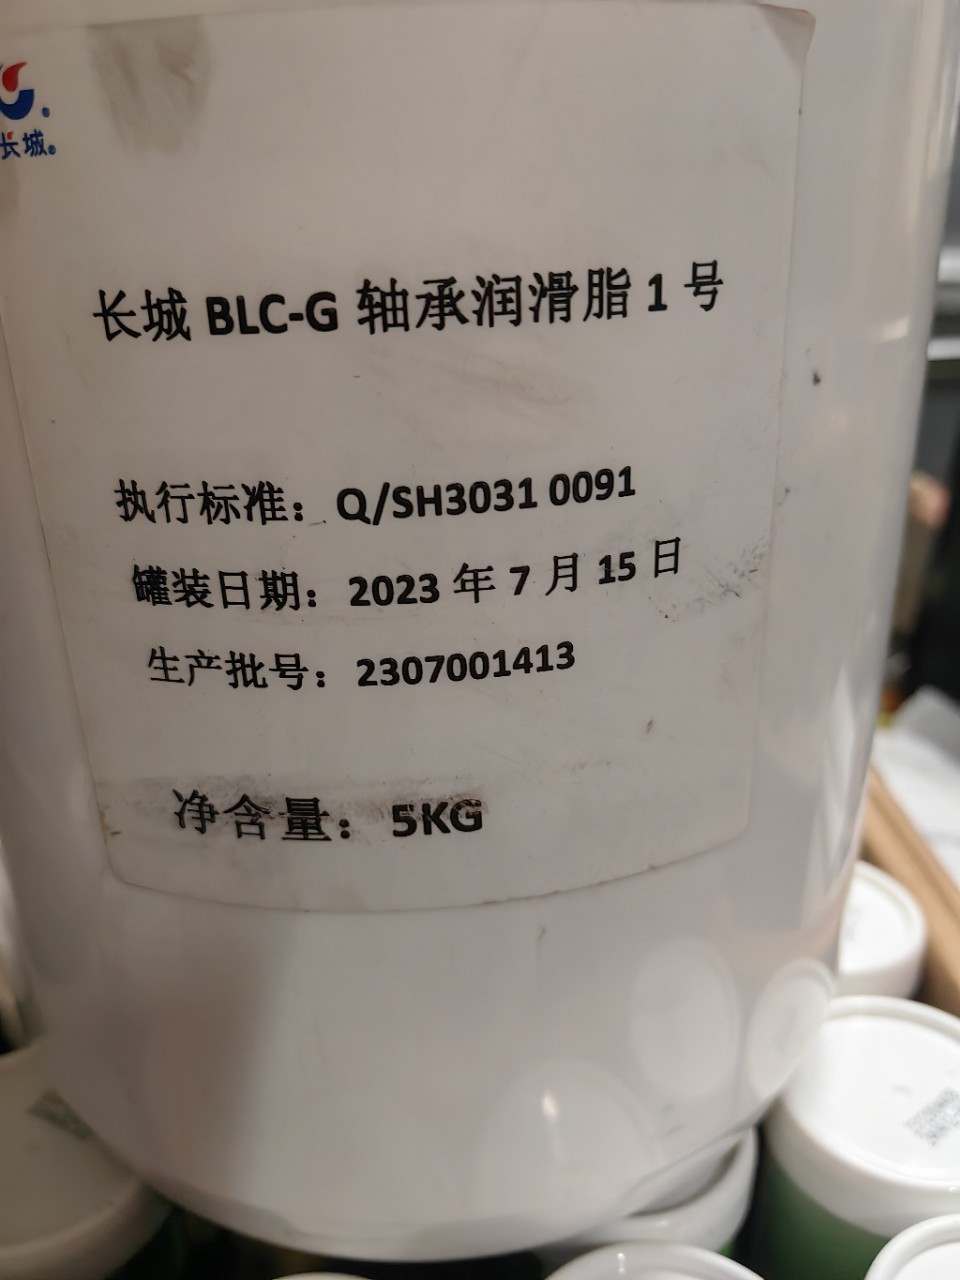 长城®
长城 BLC-G 轴承润滑脂 1 号
执行标准：Q/SH3031 0091
罐装日期：2023 年 7 月 15 日
生产批号：2307001413
净含量：5KG